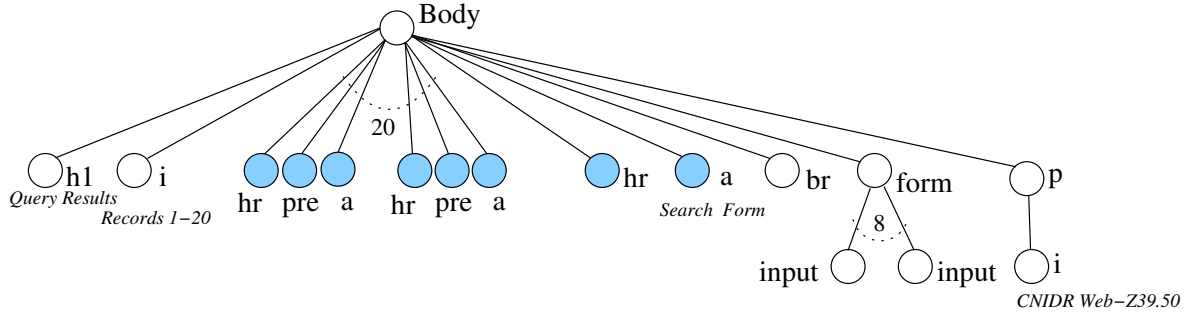 Body
20
h1
i
hr
a
br
form
p
Query Results
Records 1−20
hr pre a
hr pre a
Search Form
8
input
input
i
CNIDR Web−Z39.50